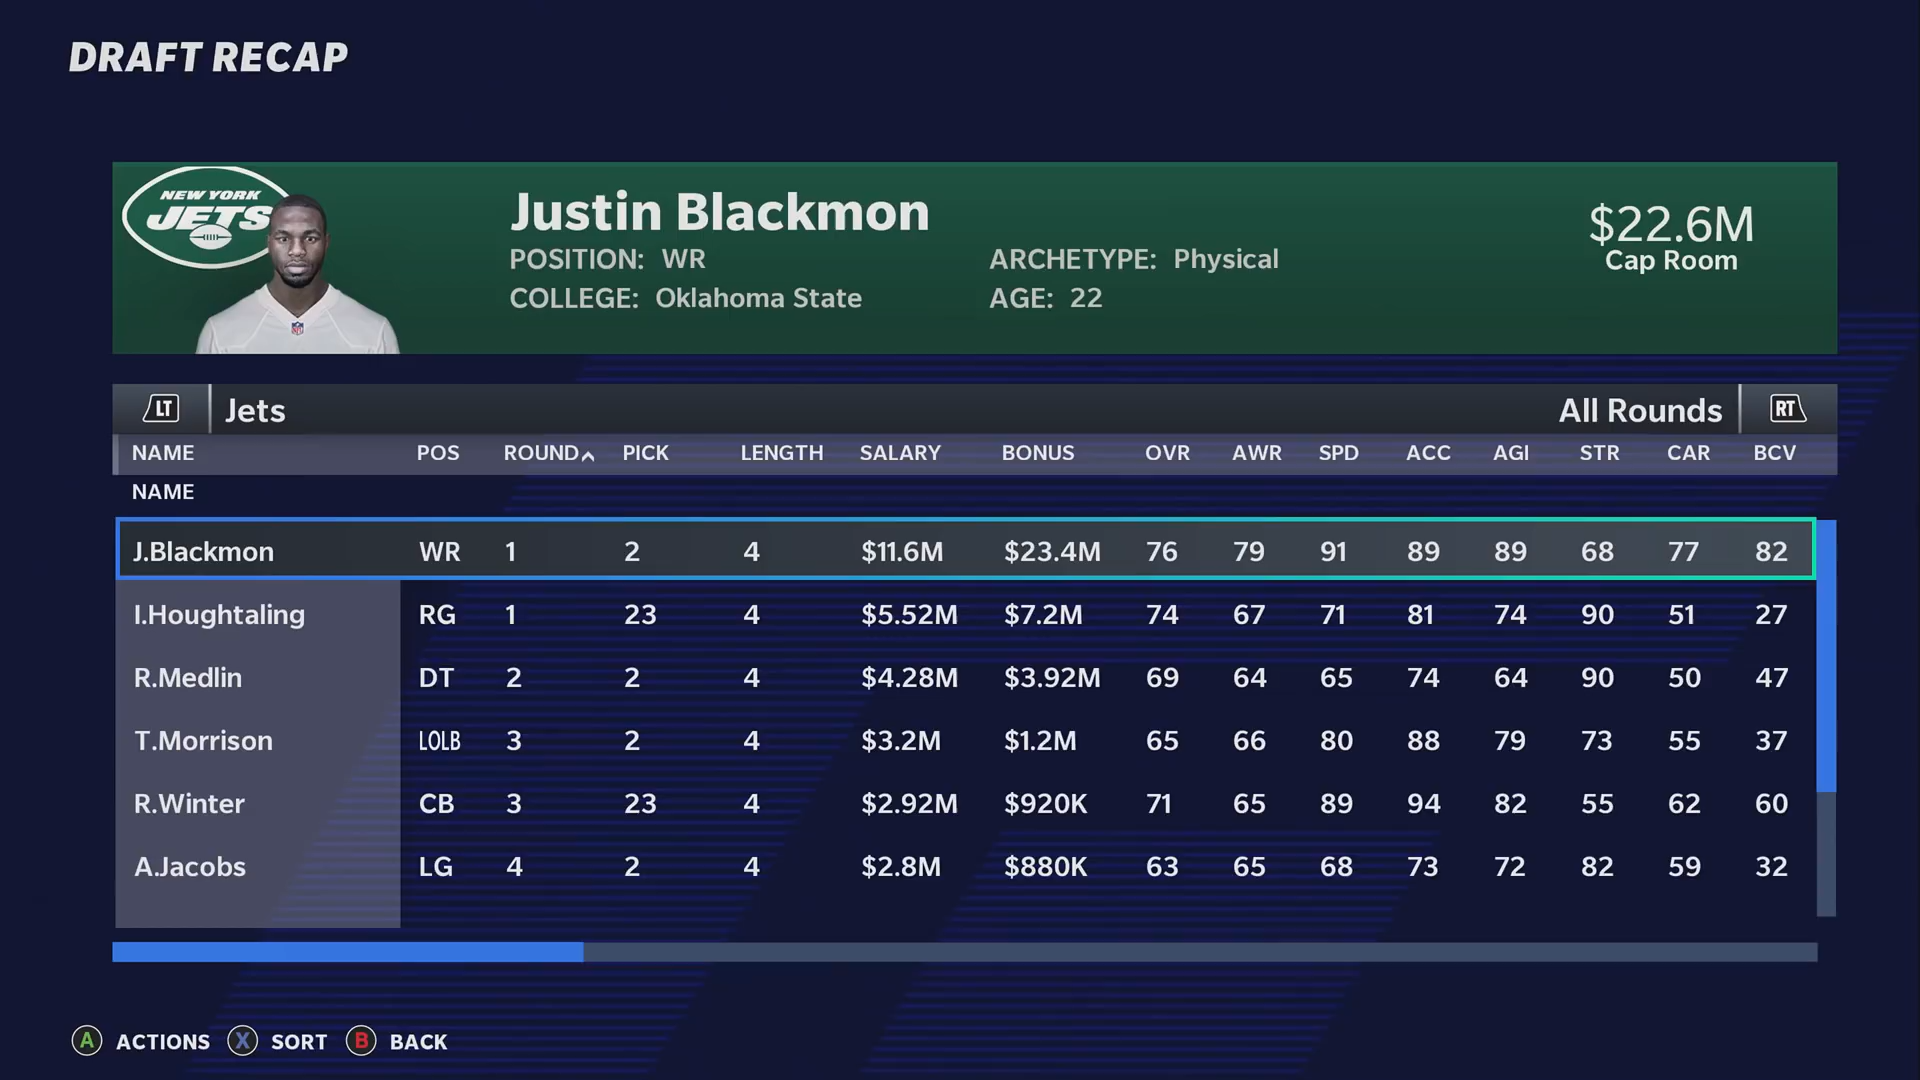 DRAFT RECAP
NEW YORK
JETS
Justin Blackmon
POSITION: WR
ARCHETYPE: Physical
COLLEGE: Oklahoma State
AGE: 22
$22.6M
Cap Room
LT Jets All Rounds RT
NAME POS ROUND PICK LENGTH SALARY BONUS OVR AWR SPD ACC AGI STR CAR BCV
NAME
J.Blackmon WR 1 2 4 $11.6M $23.4M 76 79 91 89 89 68 77 82
I.Houghtaling RG 1 23 4 $5.52M $7.2M 74 67 71 81 74 90 51 27
R.Medlin DT 2 2 4 $4.28M $3.92M 69 64 65 74 64 90 50 47
T.Morrison LOLB 3 2 4 $3.2M $1.2M 65 66 80 88 79 73 55 37
R.Winter CB 3 23 4 $2.92M $920K 71 65 89 94 82 55 62 60
A.Jacobs LG 4 2 4 $2.8M $880K 63 65 68 73 72 82 59 32
A ACTIONS X SORT B BACK